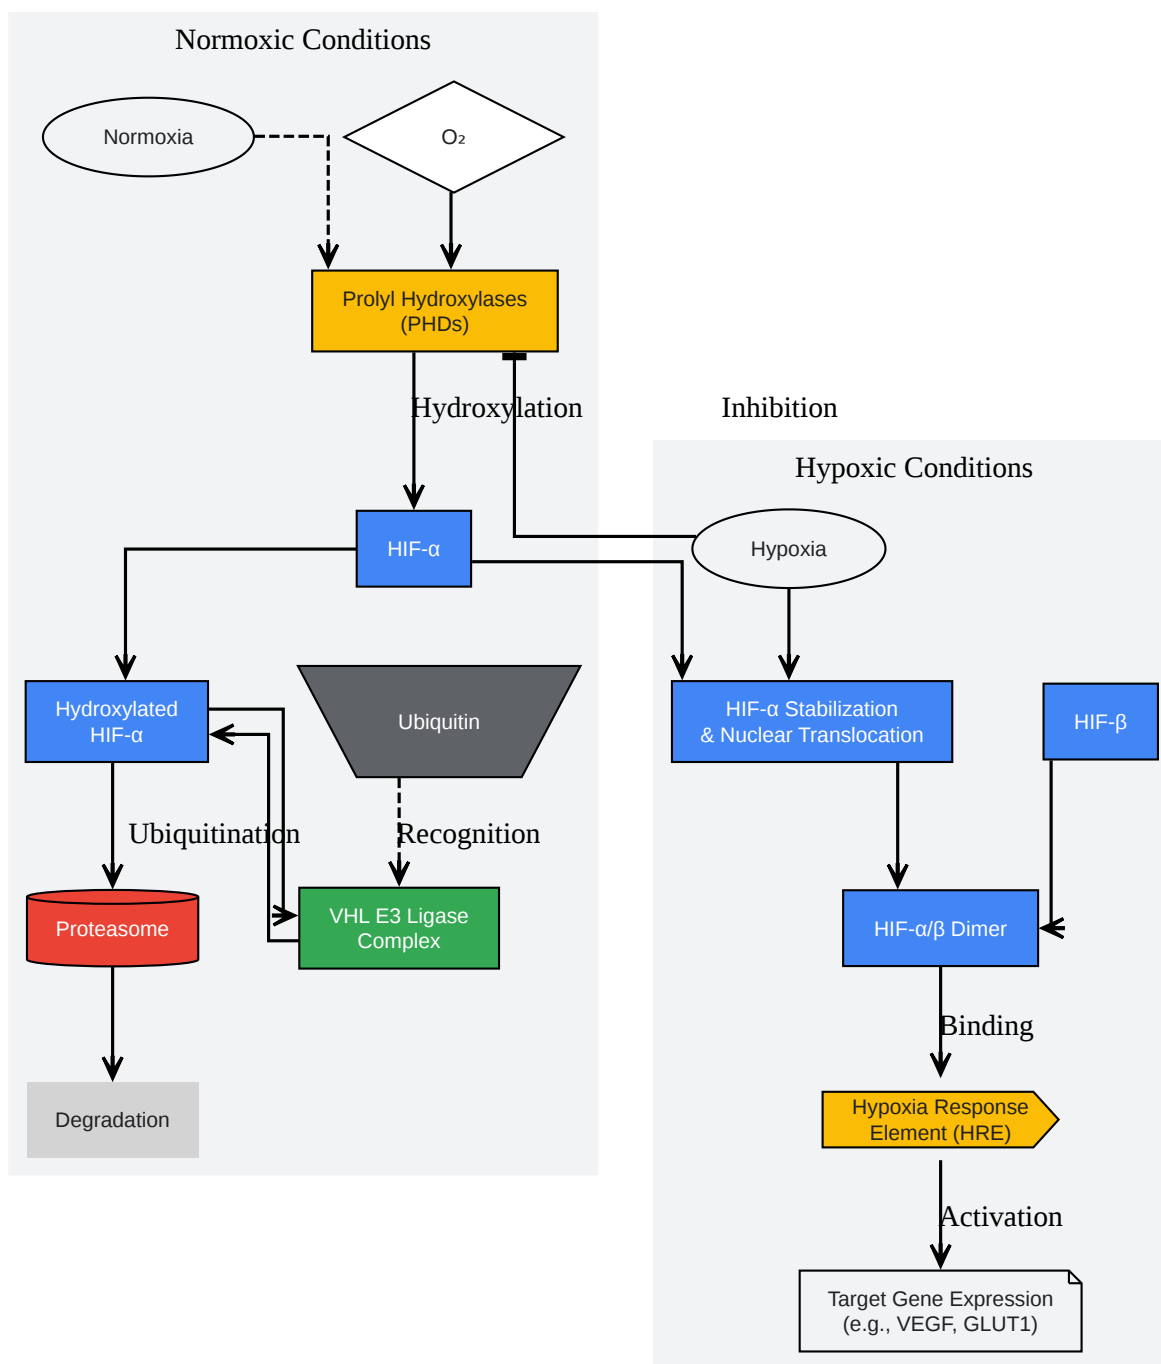 Normoxic Conditions
Normoxia
O₂
Prolyl Hydroxylases
(PHDs)
Hydroxylation
Inhibition
Hypoxic Conditions
HIF-α
Hypoxia
Hydroxylated
HIF-α
Ubiquitin
HIF-α Stabilization
& Nuclear Translocation
HIF-β
Ubiquitination
Recognition
Proteasome
VHL E3 Ligase
Complex
HIF-α/β Dimer
Binding
Degradation
Hypoxia Response
Element (HRE)
Activation
Target Gene Expression
(e.g., VEGF, GLUT1)